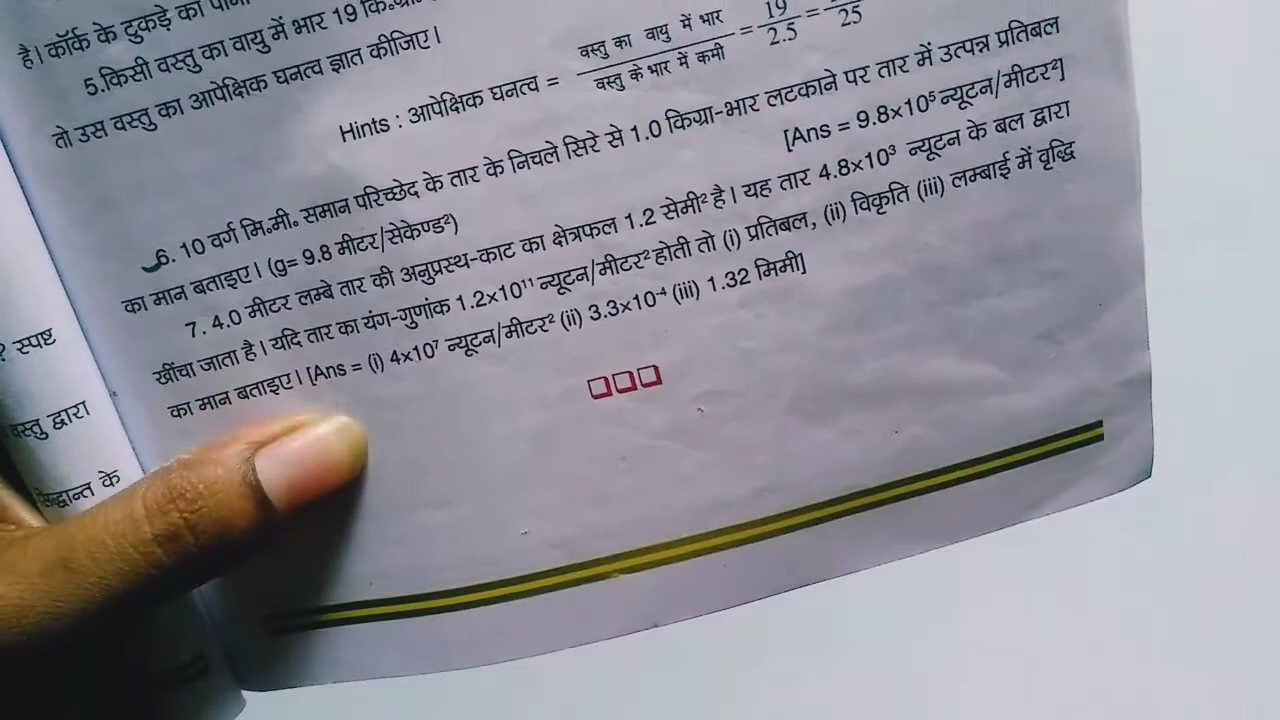 है। कॉर्क के टुकड़े का
5.किसी वस्तु का वायु में भार 19
तो उस वस्तु का आपेक्षिक घनत्व ज्ञात कीजिए।
Hints : आपेक्षिक घनत्व = वस्तु का वायु में भार / वस्तु के भार में कमी = 19 / 2.5 = / 25
6. 10 वर्ग मि.मी. समान परिच्छेद के तार के निचले सिरे से 1.0 किग्रा-भार लटकाने पर तार में उत्पन्न प्रतिबल
का मान बताइए। (g= 9.8 मीटर/सेकेण्ड²)
[Ans = 9.8×10⁵ न्यूटन/मीटर²]
7. 4.0 मीटर लम्बे तार की अनुप्रस्थ-काट का क्षेत्रफल 1.2 सेमी² है। यह तार 4.8×10³ न्यूटन के बल द्वारा
खींचा जाता है। यदि तार का यंग-गुणांक 1.2×10¹¹ न्यूटन/मीटर² होती तो (i) प्रतिबल, (ii) विकृति (iii) लम्बाई में वृद्धि
का मान बताइए। [Ans = (i) 4×10⁷ न्यूटन/मीटर² (ii) 3.3×10⁻⁴ (iii) 1.32 मिमी]
? स्पष्ट
वस्तु द्वारा
सिद्धान्त के